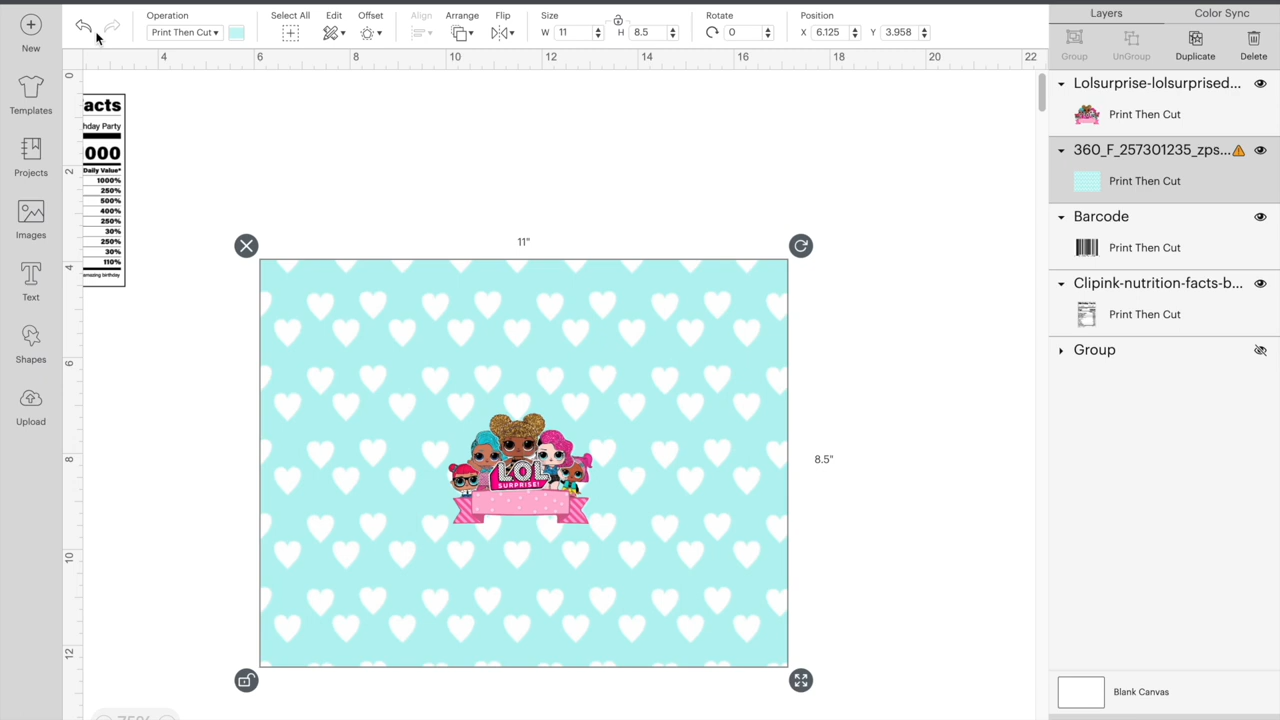 Operation
Select All
Edit
Offset
Align
Arrange
Flip
Size
Rotate
Position
Print Then Cut
W 11
H 8.5
0
X 6.125
Y 3.958
Layers
Color Sync
Group
UnGroup
Duplicate
Delete
New
Templates
Projects
Images
Text
Shapes
Upload
4 6 8 10 12 14 16 18 20 22
0
2
4
6
8
10
12
acts
hday Party
000
Daily Value*
1000%
250%
500%
400%
250%
30%
250%
30%
110%
amazing birthday
11"
8.5"
L.O.L
SURPRISE!
Lolsurprise-lolsurprised...
Print Then Cut
360_F_257301235_zps...
Print Then Cut
Barcode
Print Then Cut
Clipink-nutrition-facts-b...
Print Then Cut
Group
Blank Canvas
75%